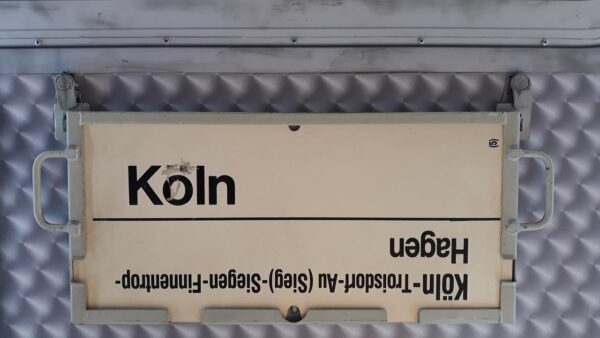 Köln
Köln-Troisdorf-Au (Sieg)-Siegen-Finnentrop-
Hagen